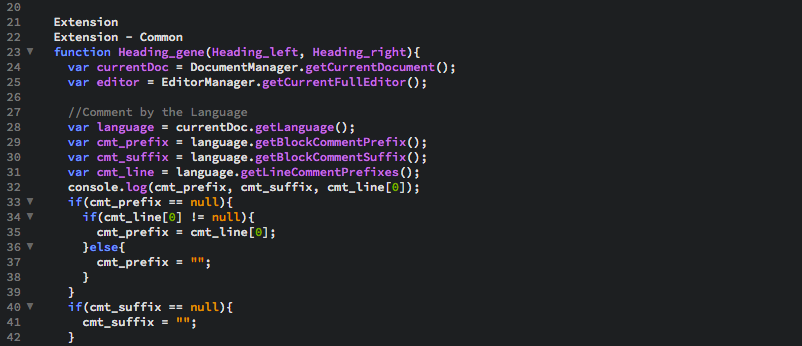 20
21 Extension
22 Extension - Common
23 ▼ function Heading_gene(Heading_left, Heading_right){
24 var currentDoc = DocumentManager.getCurrentDocument();
25 var editor = EditorManager.getCurrentFullEditor();
26
27 //Comment by the Language
28 var language = currentDoc.getLanguage();
29 var cmt_prefix = language.getBlockCommentPrefix();
30 var cmt_suffix = language.getBlockCommentSuffix();
31 var cmt_line = language.getLineCommentPrefixes();
32 console.log(cmt_prefix, cmt_suffix, cmt_line[0]);
33 ▼ if(cmt_prefix == null){
34 ▼ if(cmt_line[0] != null){
35 cmt_prefix = cmt_line[0];
36 ▼ }else{
37 cmt_prefix = "";
38 }
39 }
40 ▼ if(cmt_suffix == null){
41 cmt_suffix = "";
42 }